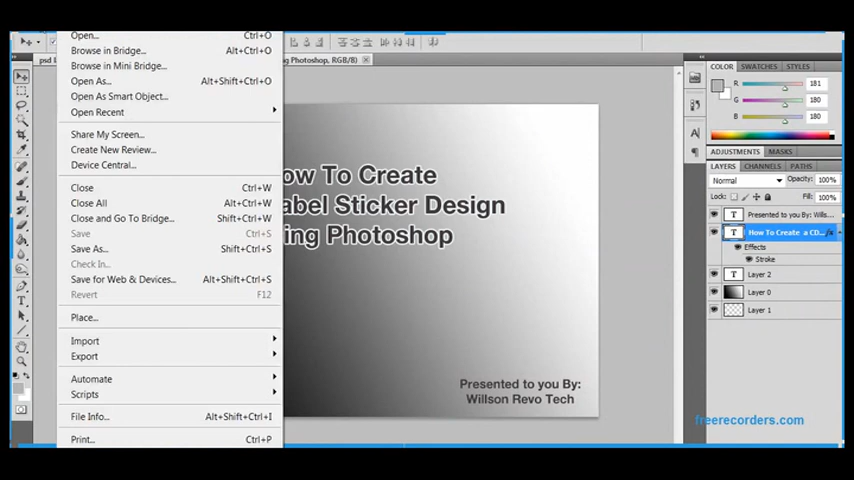 Open... Ctrl+O
Browse in Bridge... Alt+Ctrl+O
Browse in Mini Bridge...
Open As... Alt+Shift+Ctrl+O
Open As Smart Object...
Open Recent
Share My Screen...
Create New Review...
Device Central...
Close Ctrl+W
Close All Alt+Ctrl+W
Close and Go To Bridge... Shift+Ctrl+W
Save Ctrl+S
Save As... Shift+Ctrl+S
Check In...
Save for Web & Devices... Alt+Shift+Ctrl+S
Revert F12
Place...
Import
Export
Automate
Scripts
File Info... Alt+Shift+Ctrl+I
Print... Ctrl+P
psd
ng Photoshop, RGB/8)
ow To Create
abel Sticker Design
ing Photoshop
Presented to you By:
Willson Revo Tech
COLOR SWATCHES STYLES
R 181
G 180
B 180
ADJUSTMENTS MASKS
LAYERS CHANNELS PATHS
Normal Opacity: 100%
Lock: Fill: 100%
T Presented to you By: Wills...
T How To Create a CD... fx
Effects
Stroke
T Layer 2
Layer 0
Layer 1
freerecorders.com